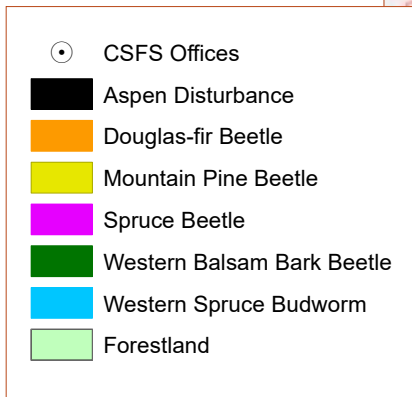 CSFS Offices
Aspen Disturbance
Douglas-fir Beetle
Mountain Pine Beetle
Spruce Beetle
Western Balsam Bark Beetle
Western Spruce Budworm
Forestland